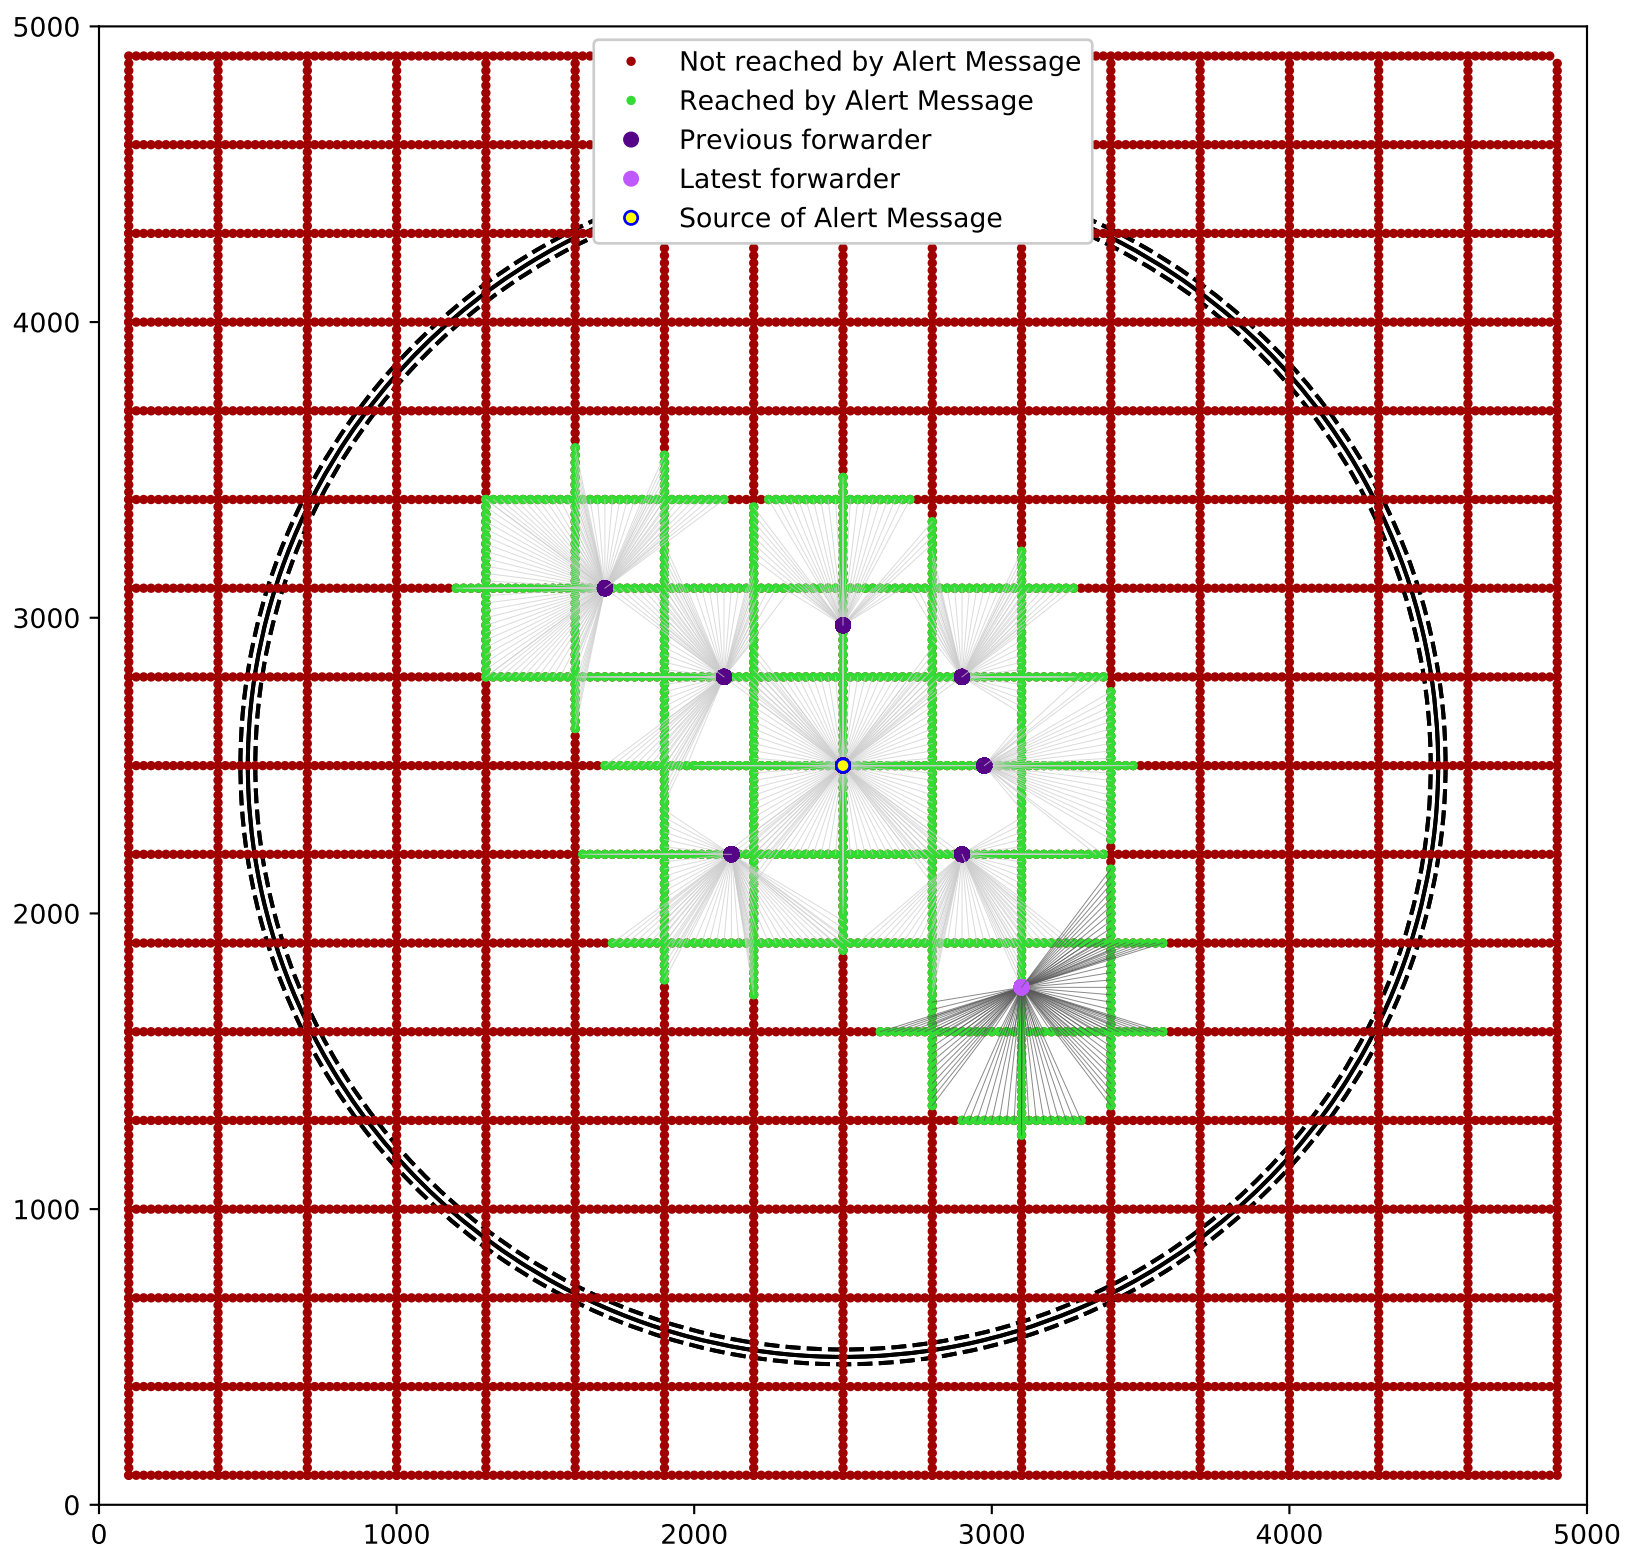 5000
4000
3000
2000
1000
0
Not reached by Alert Message
Reached by Alert Message
Previous forwarder
Latest forwarder
Source of Alert Message
0 1000 2000 3000 4000 5000